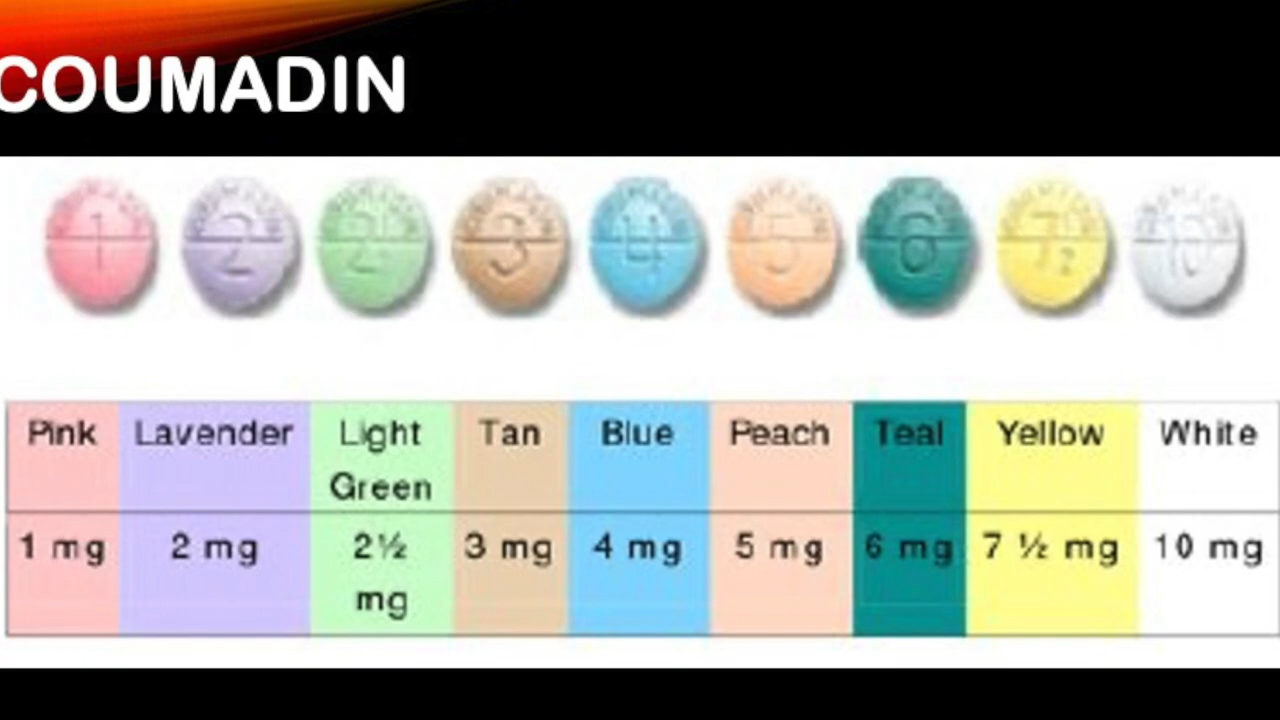 COUMADIN
1 2 2½ 3 4 5 6 7½ 10
Pink Lavender Light Tan Blue Peach Teal Yellow White
Green
1 mg 2 mg 2½ 3 mg 4 mg 5 mg 6 mg 7 ½ mg 10 mg
mg